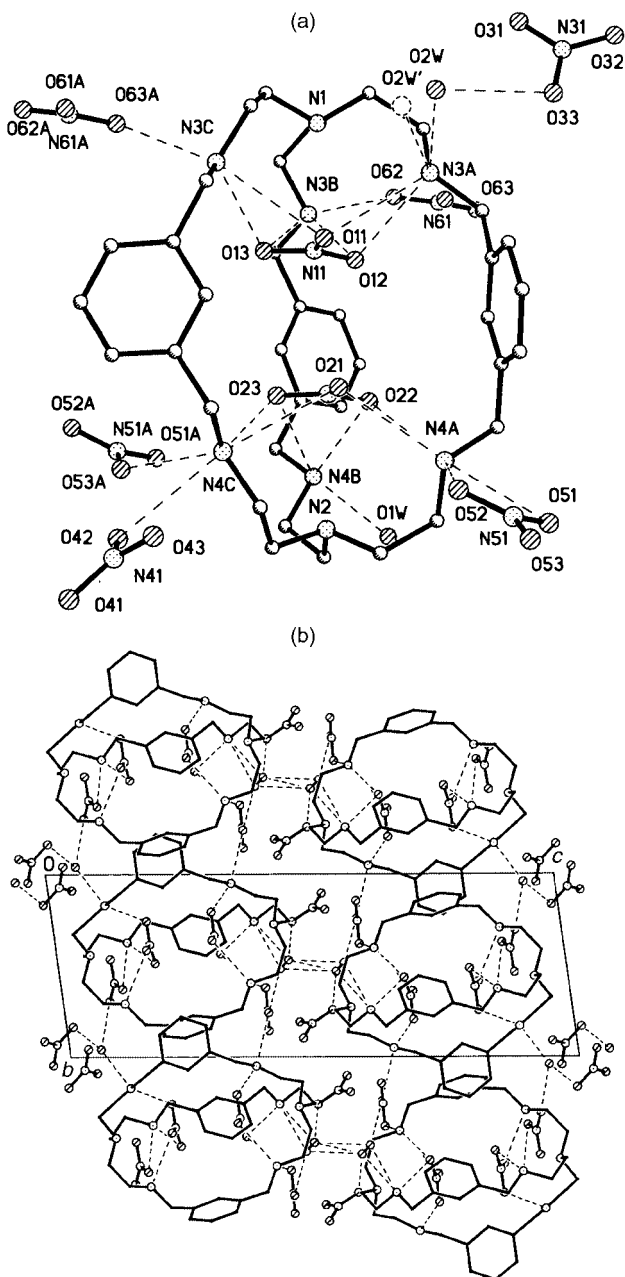 (a)
O31 N31
O2W
O32
O61A
O63A
O2W'
N1
O33
O62A
N61A
N3C
N3A
O62
O63
N3B
N61
O11
O13
N11
O12
O21
O23
O22
O52A
N51A
O51A
N4A
O53A
N4C
N4B
O51
O52
N2
O1W
N51
O42
O43
O53
N41
O41
(b)
0
c
b